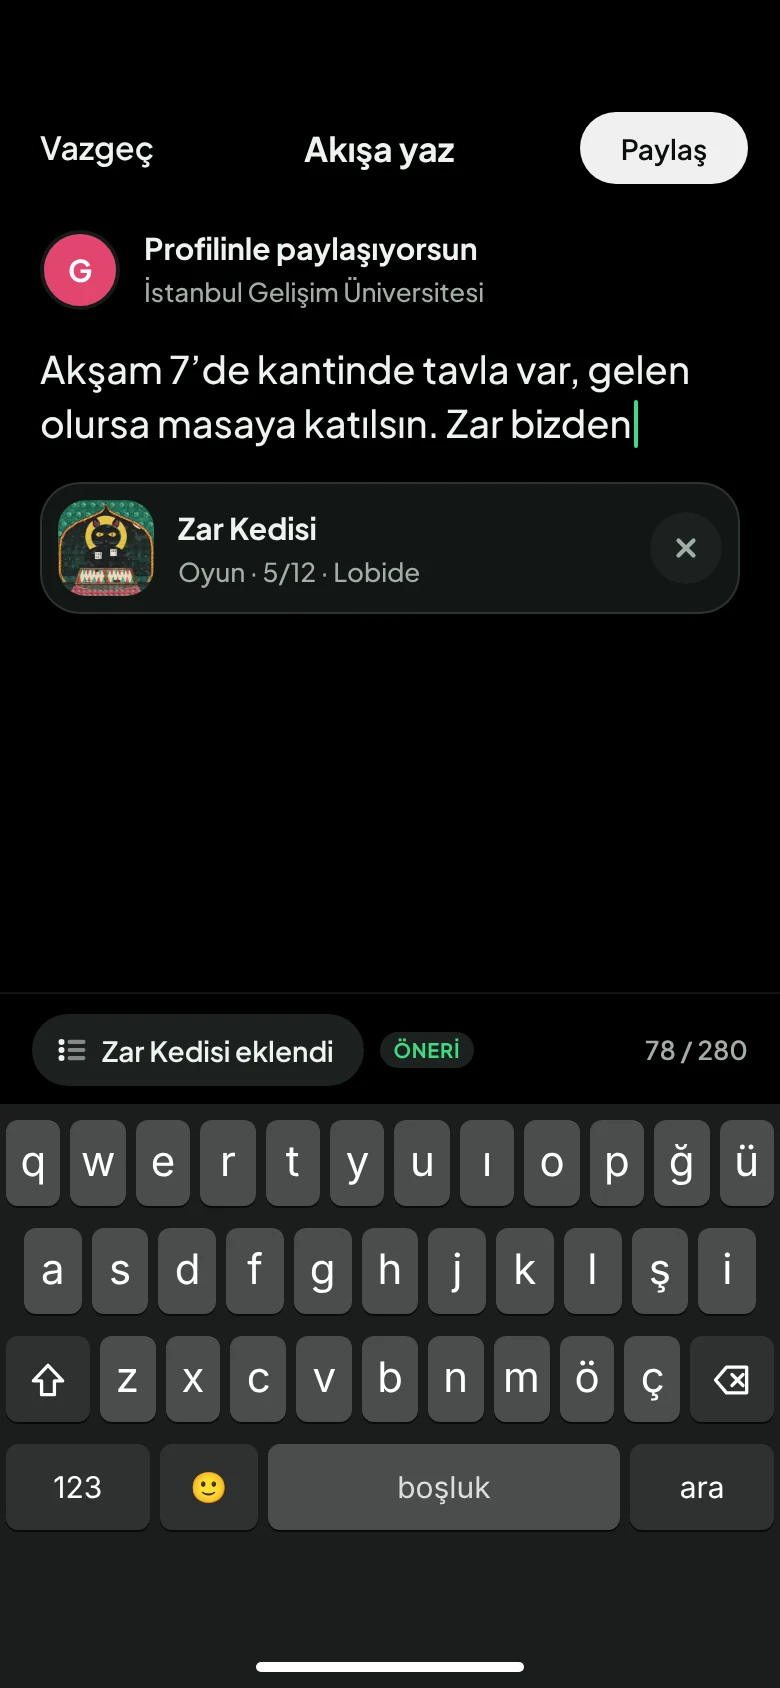 Vazgeç
Akışa yaz
Paylaş
G
Profilinle paylaşıyorsun
İstanbul Gelişim Üniversitesi
Akşam 7’de kantinde tavla var, gelen
olursa masaya katılsın. Zar bizden
Zar Kedisi
Oyun · 5/12 · Lobide
Zar Kedisi eklendi
ÖNERİ
78 / 280
q w e r t y u ı o p ğ ü
a s d f g h j k l ş i
z x c v b n m ö ç
123
boşluk
ara